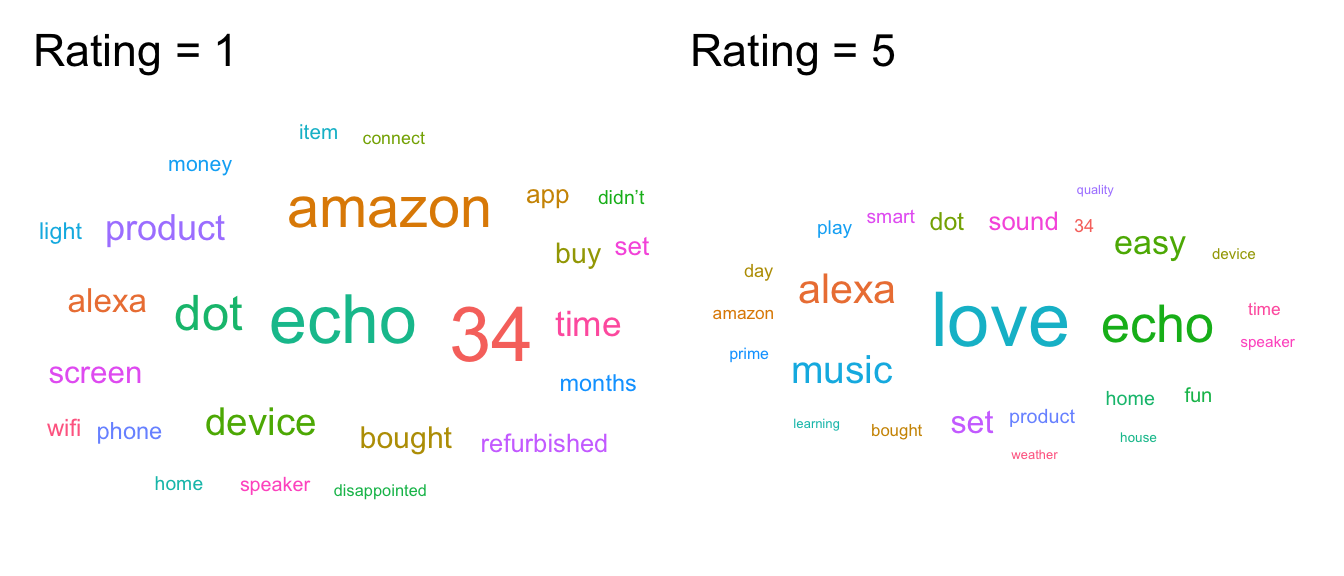 Rating = 1
item connect
money
amazon app didn’t
light product
buy set
alexa dot echo 34 time
screen months
wifi phone device bought refurbished
home speaker disappointed
Rating = 5
quality
play smart dot sound 34
easy device
day
alexa
amazon love echo time
speaker
prime music
home fun
learning bought set product
house
weather